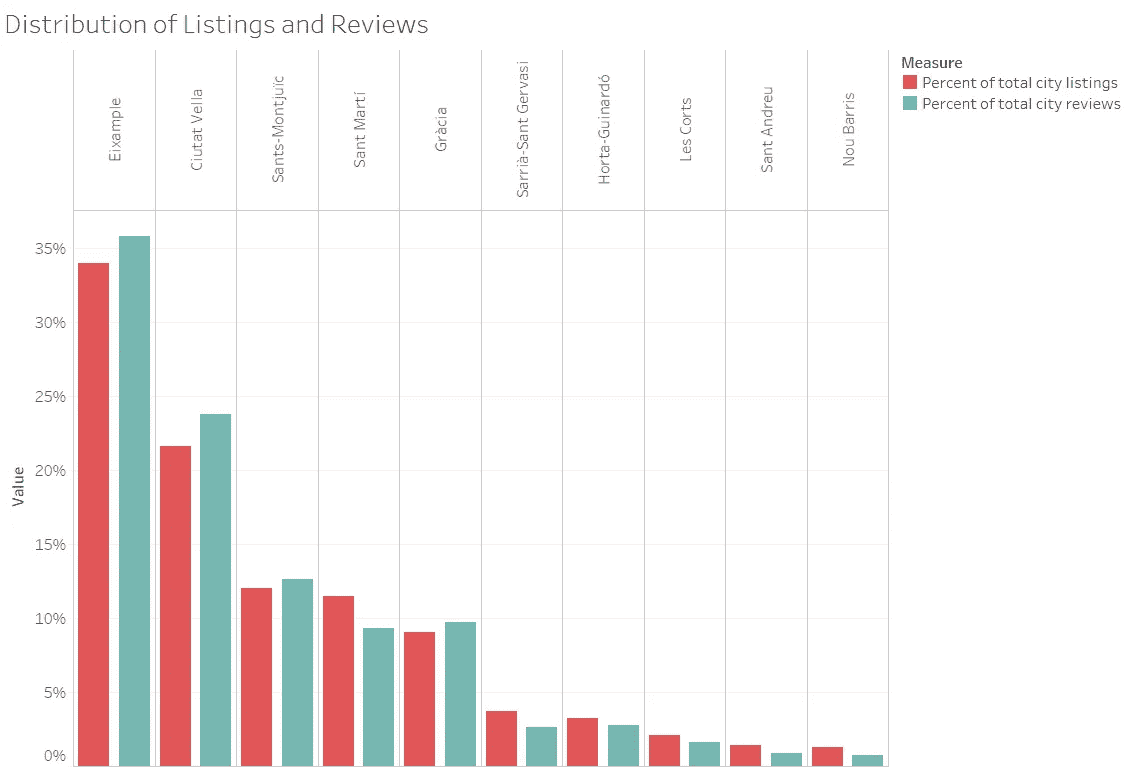 Distribution of Listings and Reviews
Eixample
Ciutat Vella
Sants-Montjuïc
Sant Martí
Gràcia
Sarrià-Sant Gervasi
Horta-Guinardó
Les Corts
Sant Andreu
Nou Barris
Measure
Percent of total city listings
Percent of total city reviews
Value
35%
30%
25%
20%
15%
10%
5%
0%